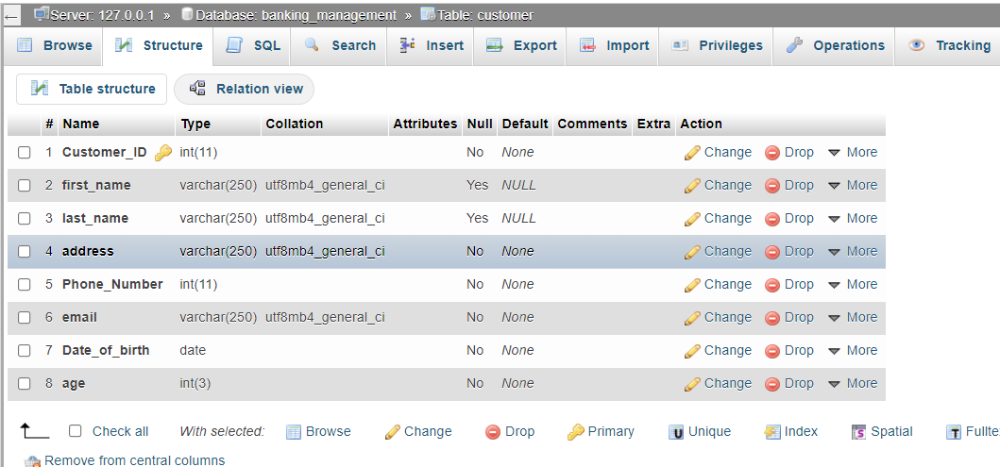 Server: 127.0.0.1 » Database: banking_management » Table: customer
Browse Structure SQL Search Insert Export Import Privileges Operations Tracking
Table structure Relation view
# Name Type Collation Attributes Null Default Comments Extra Action
1 Customer_ID int(11) No None Change Drop More
2 first_name varchar(250) utf8mb4_general_ci Yes NULL Change Drop More
3 last_name varchar(250) utf8mb4_general_ci Yes NULL Change Drop More
4 address varchar(250) utf8mb4_general_ci No None Change Drop More
5 Phone_Number int(11) No None Change Drop More
6 email varchar(250) utf8mb4_general_ci No None Change Drop More
7 Date_of_birth date No None Change Drop More
8 age int(3) No None Change Drop More
Check all With selected: Browse Change Drop Primary Unique Index Spatial Fullte
Remove from central columns